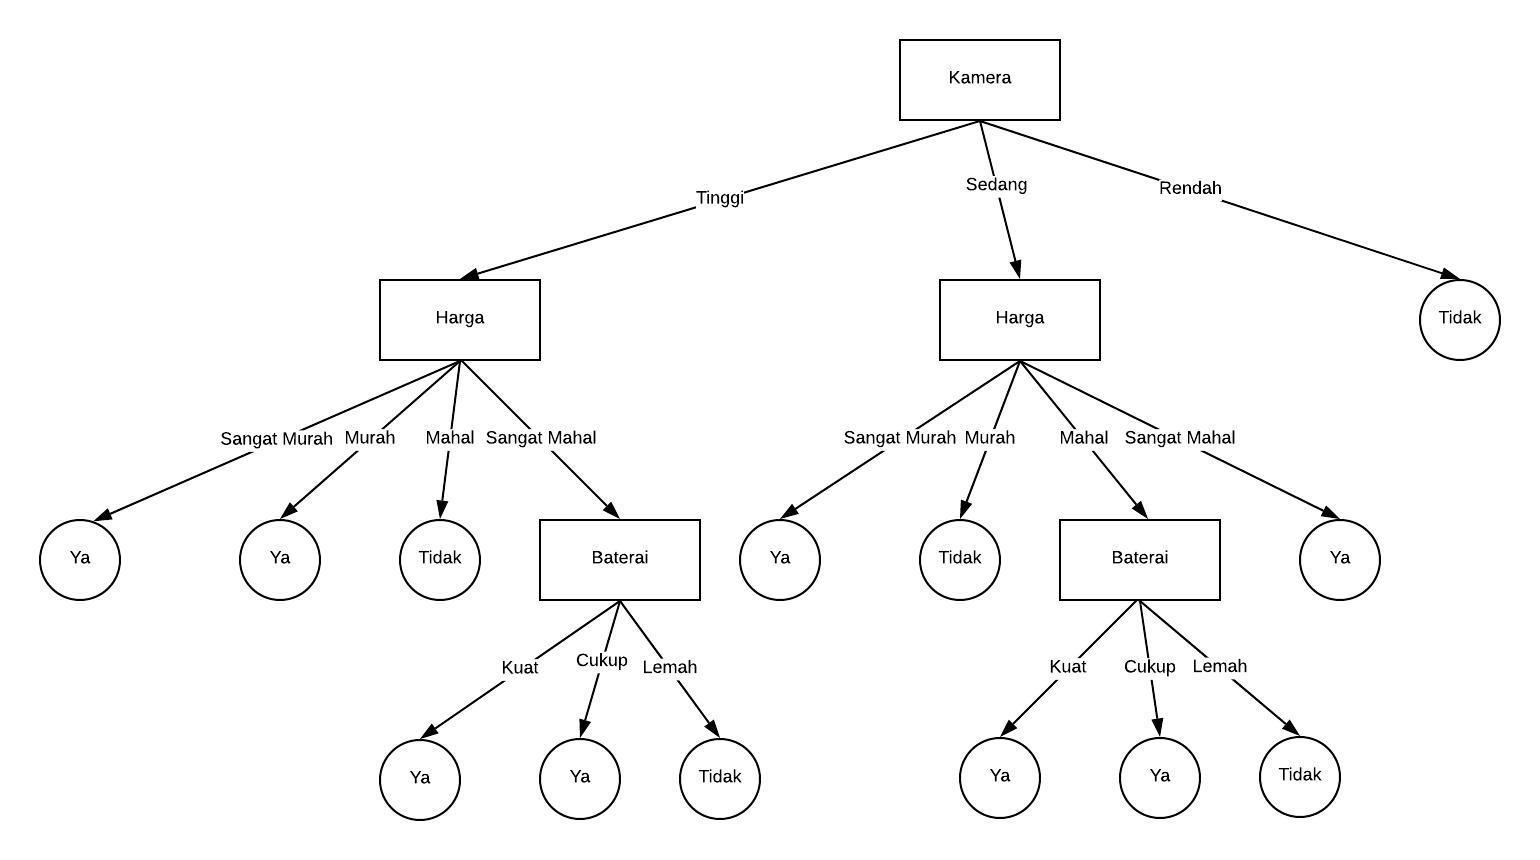 Kamera
Tinggi
Sedang
Rendah
Harga
Harga
Tidak
Sangat Murah
Murah
Mahal
Sangat Mahal
Sangat Murah
Murah
Mahal
Sangat Mahal
Ya
Ya
Tidak
Baterai
Ya
Tidak
Baterai
Ya
Kuat
Cukup
Lemah
Kuat
Cukup
Lemah
Ya
Ya
Tidak
Ya
Ya
Tidak